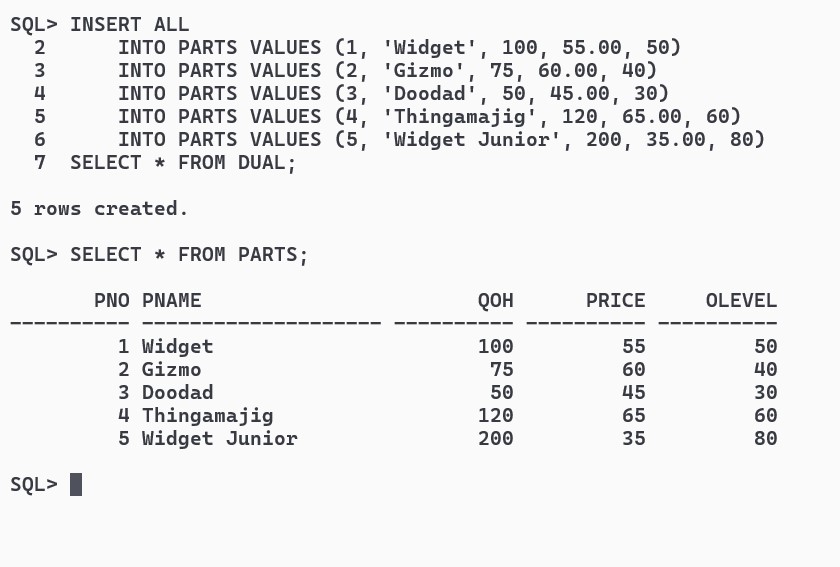 SQL> INSERT ALL
  2      INTO PARTS VALUES (1, 'Widget', 100, 55.00, 50)
  3      INTO PARTS VALUES (2, 'Gizmo', 75, 60.00, 40)
  4      INTO PARTS VALUES (3, 'Doodad', 50, 45.00, 30)
  5      INTO PARTS VALUES (4, 'Thingamajig', 120, 65.00, 60)
  6      INTO PARTS VALUES (5, 'Widget Junior', 200, 35.00, 80)
  7  SELECT * FROM DUAL;

5 rows created.

SQL> SELECT * FROM PARTS;

       PNO PNAME                       QOH      PRICE     OLEVEL
---------- -------------------- ---------- ---------- ----------
         1 Widget                      100         55         50
         2 Gizmo                        75         60         40
         3 Doodad                       50         45         30
         4 Thingamajig                 120         65         60
         5 Widget Junior               200         35         80

SQL>